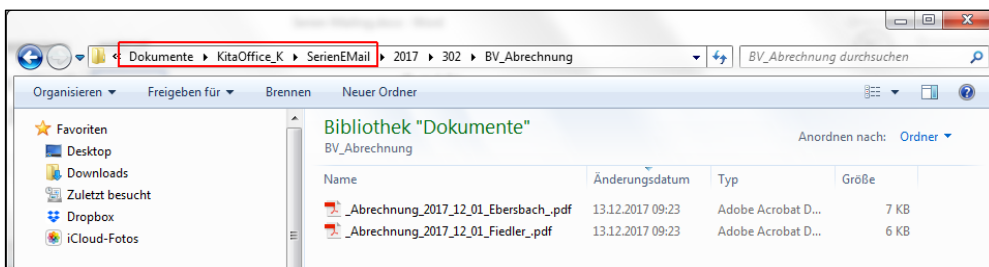 « Dokumente ▸ KitaOffice_K ▸ SerienEMail ▸ 2017 ▸ 302 ▸ BV_Abrechnung
BV_Abrechnung durchsuchen
Organisieren Freigeben für Brennen Neuer Ordner
Favoriten
Desktop
Downloads
Zuletzt besucht
Dropbox
iCloud-Fotos
Bibliothek "Dokumente"
BV_Abrechnung
Anordnen nach: Ordner
Name Änderungsdatum Typ Größe
_Abrechnung_2017_12_01_Ebersbach_.pdf 13.12.2017 09:23 Adobe Acrobat D... 7 KB
_Abrechnung_2017_12_01_Fiedler_.pdf 13.12.2017 09:23 Adobe Acrobat D... 6 KB